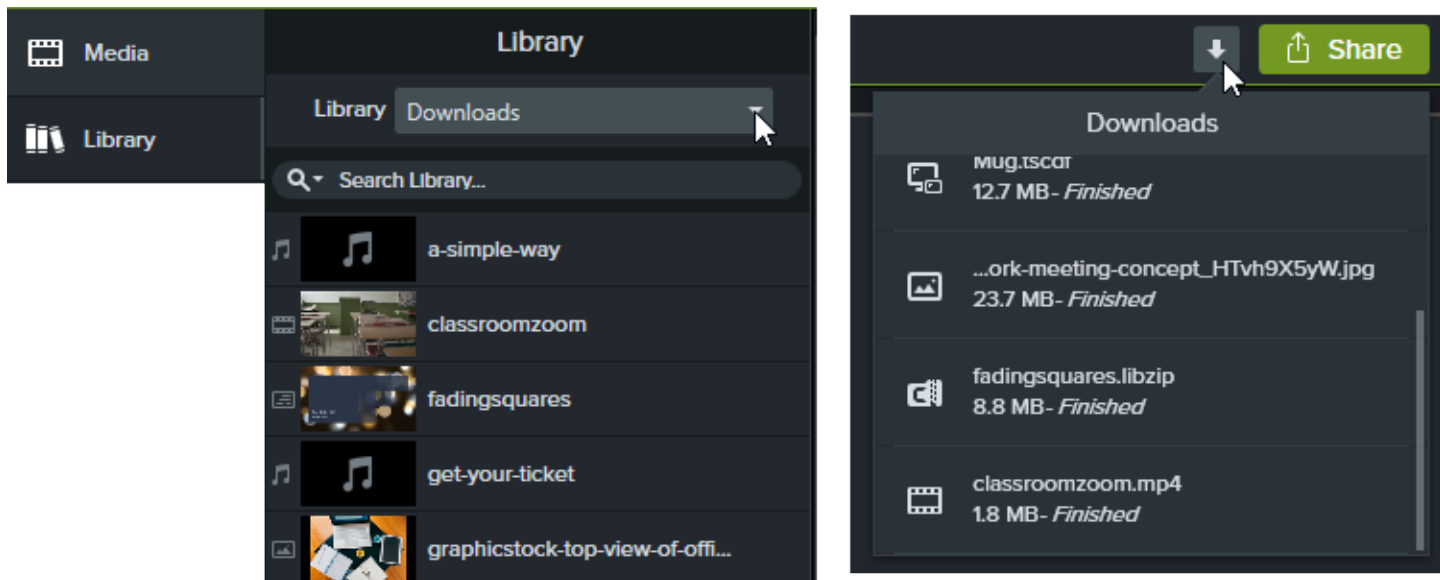 Media
Library
Library
Library Downloads
Search Library...
a-simple-way
classroomzoom
fadingsquares
get-your-ticket
graphicstock-top-view-of-offi...
Share
Downloads
Mug.tscdf
12.7 MB- Finished
...ork-meeting-concept_HTvh9X5yW.jpg
23.7 MB- Finished
fadingsquares.libzip
8.8 MB- Finished
classroomzoom.mp4
1.8 MB- Finished